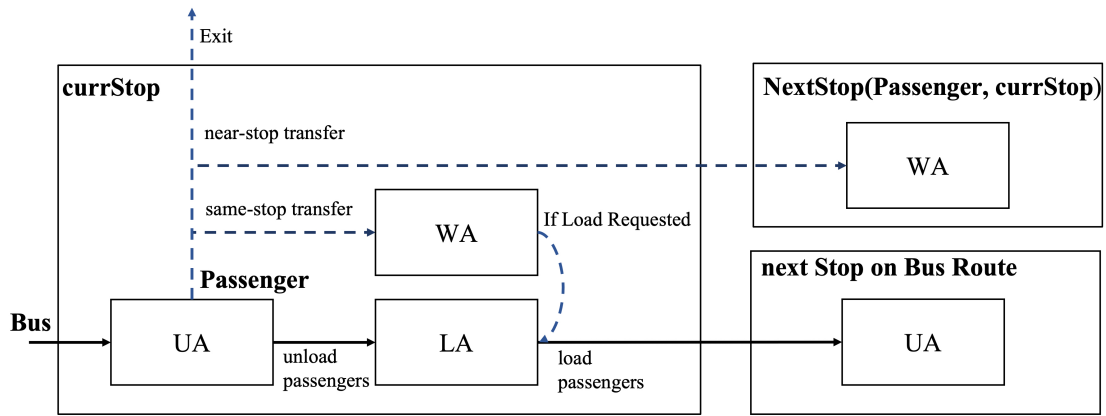 Exit
currStop
NextStop(Passenger, currStop)
near-stop transfer
WA
same-stop transfer
WA
If Load Requested
Passenger
next Stop on Bus Route
Bus
UA
unload
passengers
LA
load
passengers
UA